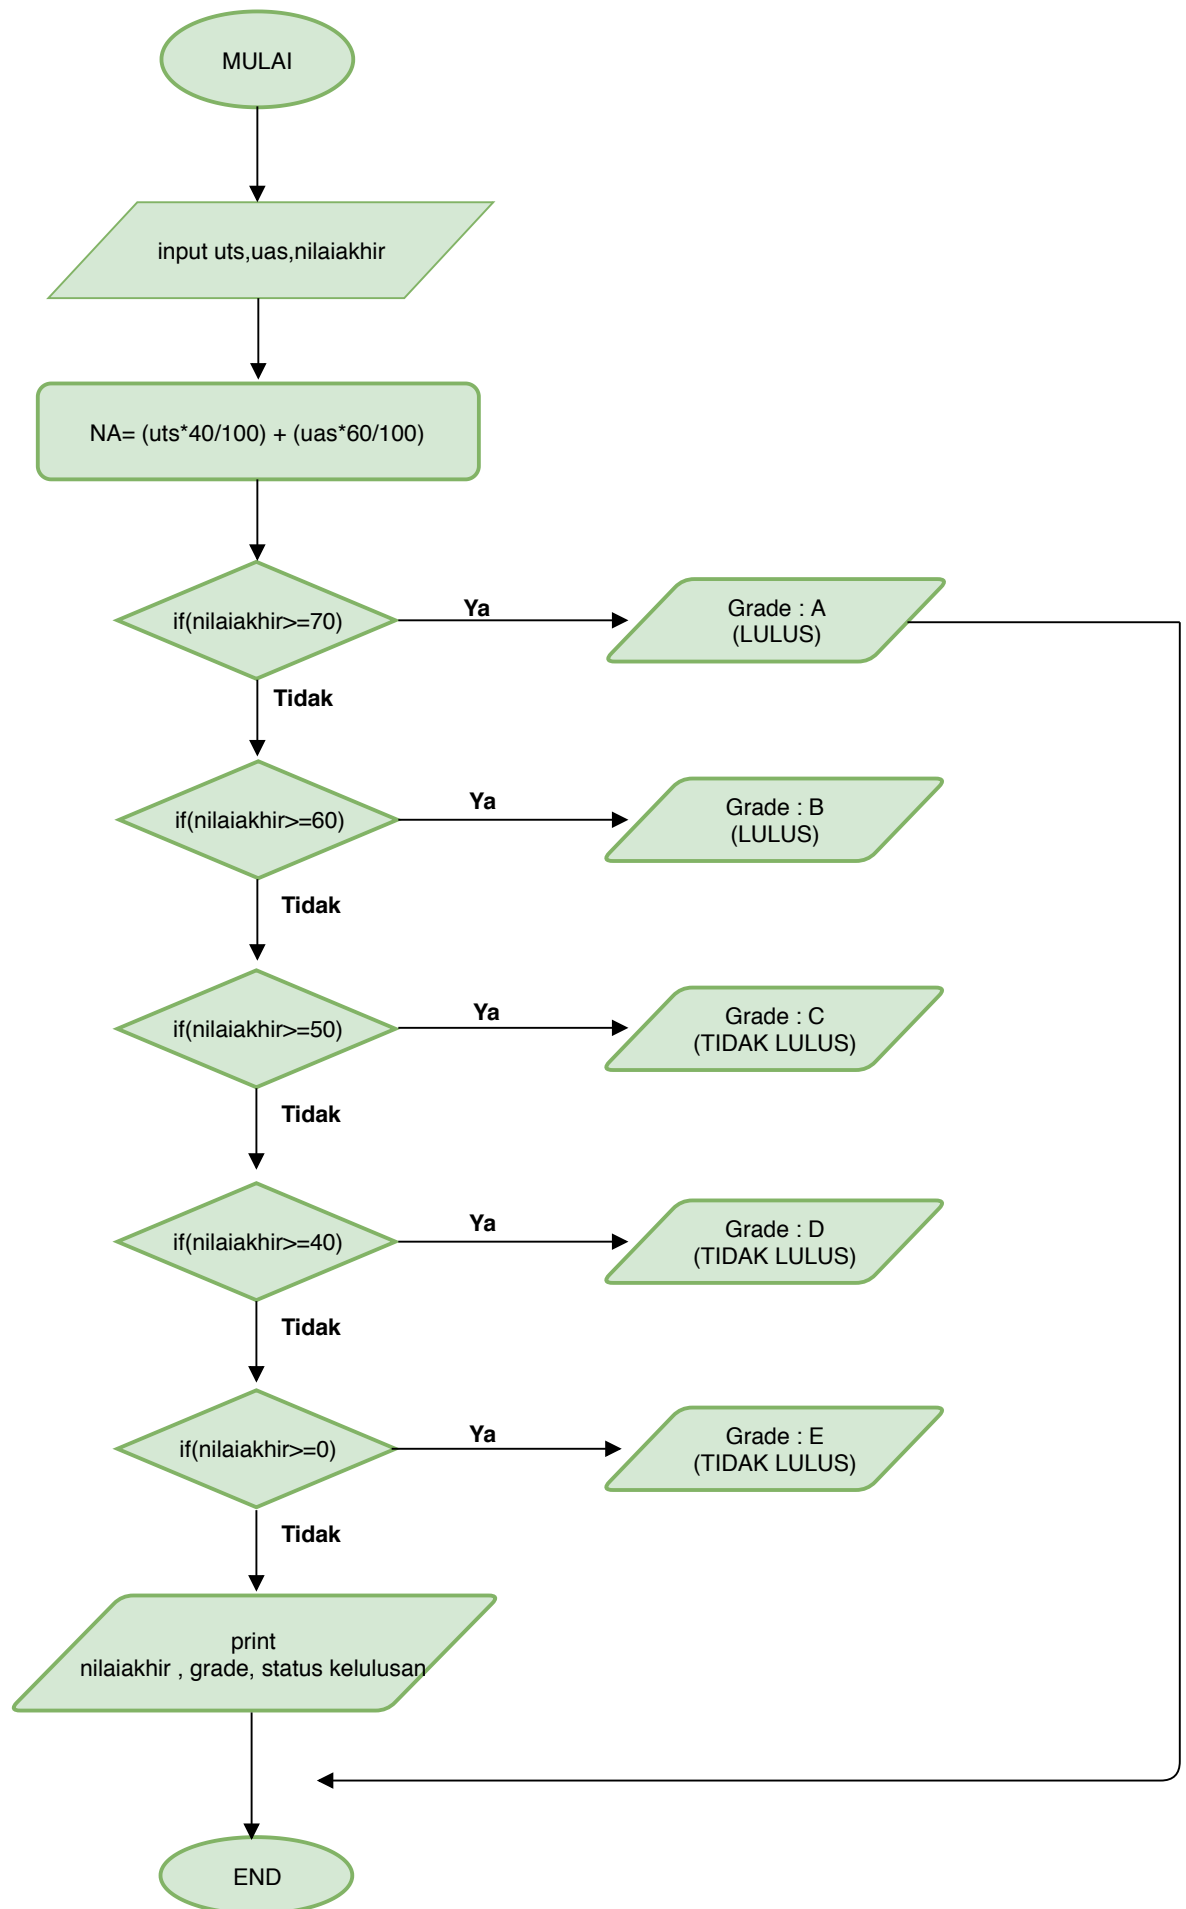 MULAI
input uts,uas,nilaiakhir
NA= (uts*40/100) + (uas*60/100)
if(nilaiakhir>=70)
Ya
Grade : A
(LULUS)
Tidak
if(nilaiakhir>=60)
Ya
Grade : B
(LULUS)
Tidak
if(nilaiakhir>=50)
Ya
Grade : C
(TIDAK LULUS)
Tidak
if(nilaiakhir>=40)
Ya
Grade : D
(TIDAK LULUS)
Tidak
if(nilaiakhir>=0)
Ya
Grade : E
(TIDAK LULUS)
Tidak
print
nilaiakhir , grade, status kelulusan
END